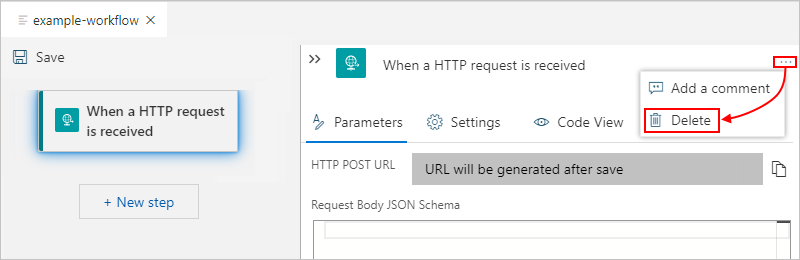 example-workflow
Save
When a HTTP request
is received
+ New step
When a HTTP request is received
...
Add a comment
Delete
Parameters
Settings
Code View
HTTP POST URL
URL will be generated after save
Request Body JSON Schema